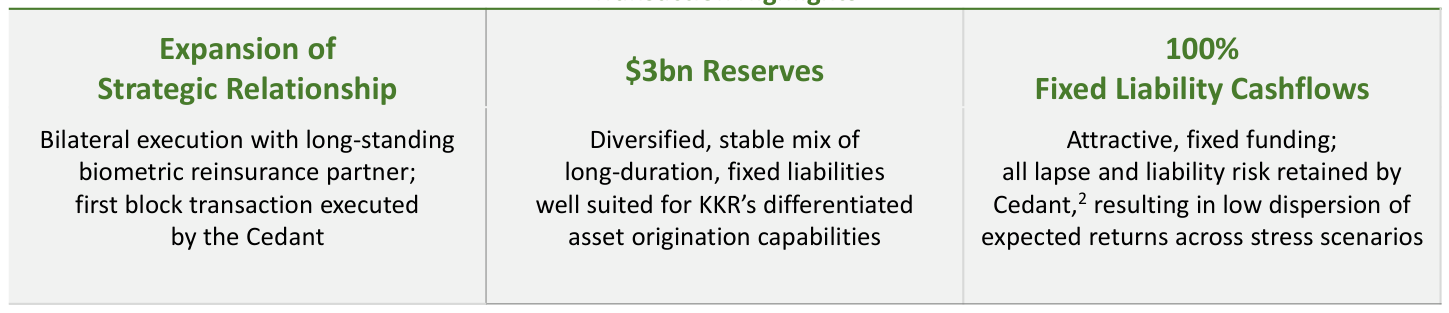 Expansion of
Strategic Relationship
Bilateral execution with long-standing
biometric reinsurance partner;
first block transaction executed
by the Cedant
$3bn Reserves
Diversified, stable mix of
long-duration, fixed liabilities
well suited for KKR’s differentiated
asset origination capabilities
100%
Fixed Liability Cashflows
Attractive, fixed funding;
all lapse and liability risk retained by
Cedant,² resulting in low dispersion of
expected returns across stress scenarios